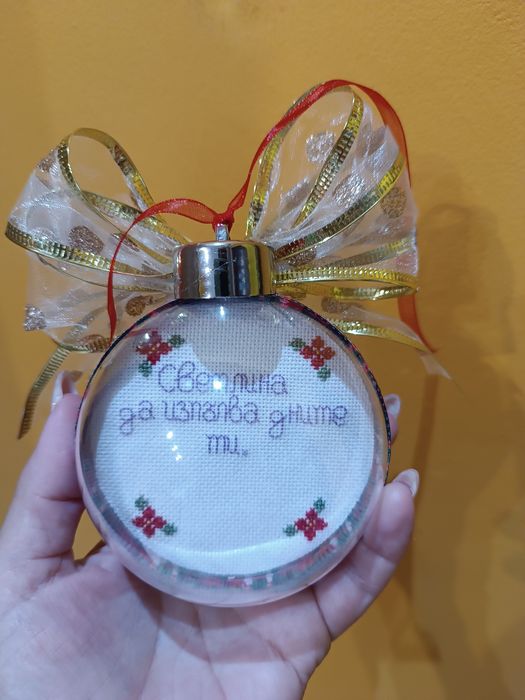 Светлина
да изпълва дните
ти.